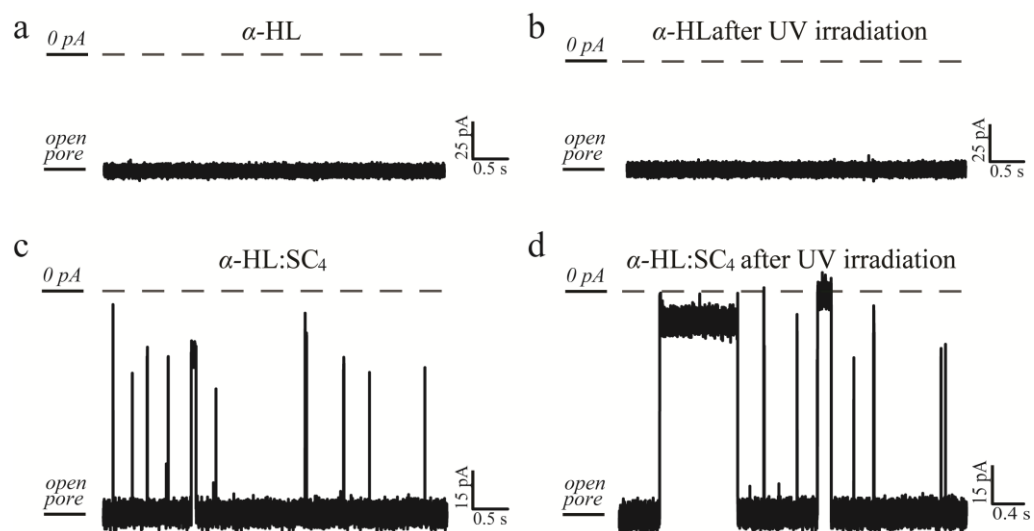 a
α-HL
0 pA
open
pore
25 pA
0.5 s
b
α-HLafter UV irradiation
0 pA
open
pore
25 pA
0.5 s
c
α-HL:SC₄
0 pA
open
pore
15 pA
0.5 s
d
α-HL:SC₄ after UV irradiation
0 pA
open
pore
15 pA
0.4 s